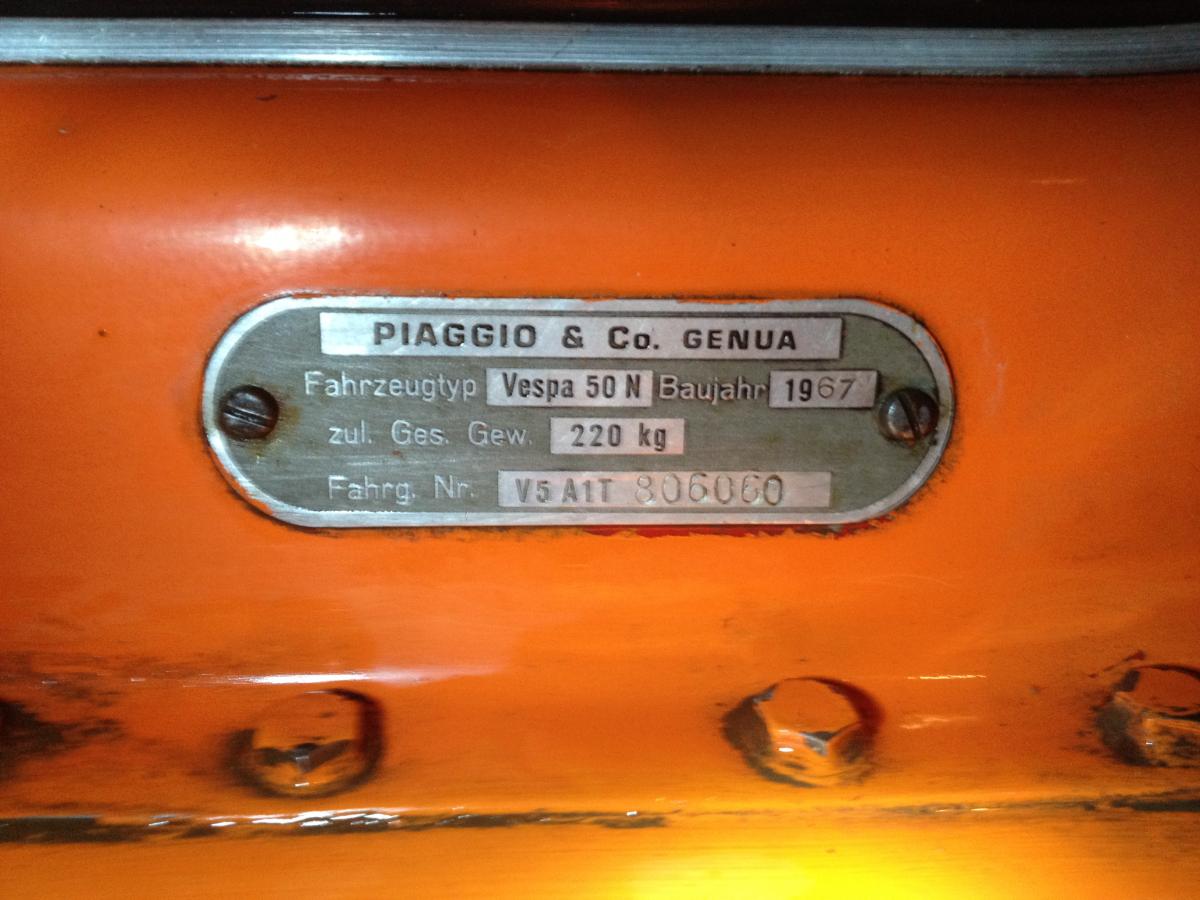 PIAGGIO & Co. GENUA
Fahrzeugtyp Vespa 50 N Baujahr 1967
zul. Ges. Gew. 220 kg
Fahrg. Nr. V5 A1T 806060